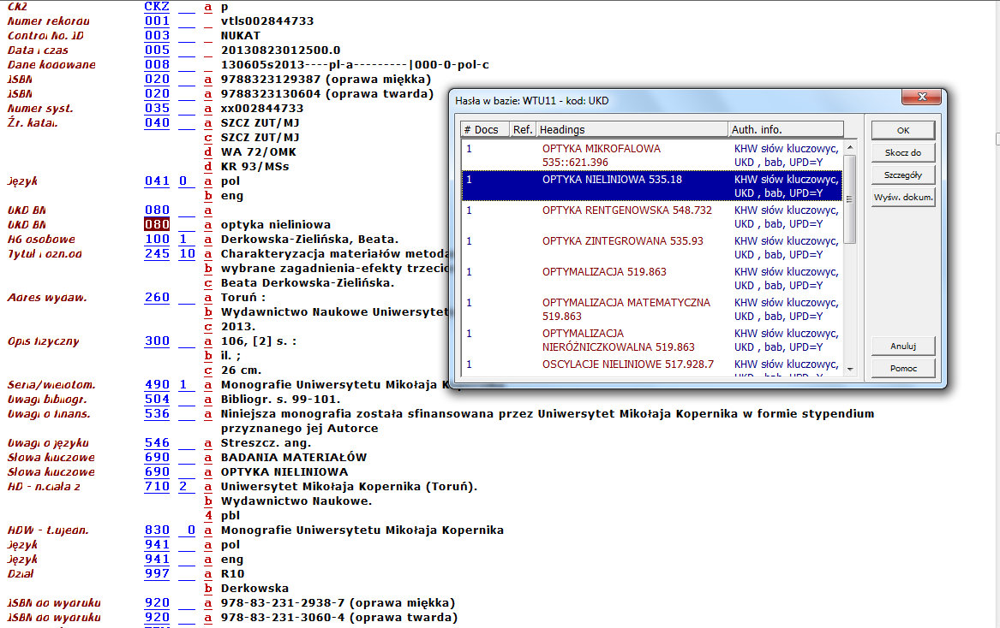 CKZ CKZ a p
Numer rekordu 001 vtls002844733
Control No. ID 003 NUKAT
Data i czas 005 20130823012500.0
Dane kodowane 008 130605s2013----pl-a---------|000-0-pol-c
ISBN 020 a 9788323129387 (oprawa miękka)
ISBN 020 a 9788323130604 (oprawa twarda)
Numer syst. 035 a xx002844733
Źr. katal. 040 a SZCZ ZUT/MJ
c SZCZ ZUT/MJ
d WA 72/OMK
d KR 93/MSs
Język 041 0 a pol
b eng
UKD BN 080 a
UKD BN 080 a optyka nieliniowa
HG osobowe 100 1 a Derkowska-Zielińska, Beata.
Tytuł i ozn.od 245 10 a Charakteryzacja materiałów metoda
b wybrane zagadnienia-efekty trzecio
c Beata Derkowska-Zielińska.
Adres wydaw. 260 a Toruń :
b Wydawnictwo Naukowe Uniwersytet
c 2013.
Opis fizyczny 300 a 106, [2] s. :
b il. ;
c 26 cm.
Seria/wielotom. 490 1 a Monografie Uniwersytetu Mikołaja
Uwagi bibliogr. 504 a Bibliogr. s. 99-101.
Uwagi o finans. 536 a Niniejsza monografia została sfinansowana przez Uniwersytet Mikołaja Kopernika w formie stypendium
przyznanego jej Autorce
Uwagi o języku 546 a Streszcz. ang.
Słowa kluczowe 690 a BADANIA MATERIAŁÓW
Słowa kluczowe 690 a OPTYKA NIELINIOWA
HD - n.ciała z 710 2 a Uniwersytet Mikołaja Kopernika (Toruń).
b Wydawnictwo Naukowe.
4 pbl
HDW - t.ujedn. 830 0 a Monografie Uniwersytetu Mikołaja Kopernika
Język 941 a pol
Język 941 a eng
Dział 997 a R10
b Derkowska
ISBN do wydruku 920 a 978-83-231-2938-7 (oprawa miękka)
ISBN do wydruku 920 a 978-83-231-3060-4 (oprawa twarda)
Hasła w bazie: WTU11 - kod: UKD
# Docs Ref. Headings Auth. info.
1 OPTYKA MIKROFALOWA KHW słów kluczowyc,
535::621.396 UKD , bab, UPD=Y
1 OPTYKA NIELINIOWA 535.18 KHW słów kluczowyc,
UKD , bab, UPD=Y
1 OPTYKA RENTGENOWSKA 548.732 KHW słów kluczowyc,
UKD , bab, UPD=Y
1 OPTYKA ZINTEGROWANA 535.93 KHW słów kluczowyc,
UKD , bab, UPD=Y
1 OPTYMALIZACJA 519.863 KHW słów kluczowyc,
UKD , bab, UPD=Y
1 OPTYMALIZACJA MATEMATYCZNA KHW słów kluczowyc,
519.863 UKD , bab, UPD=Y
1 OPTYMALIZACJA KHW słów kluczowyc,
NIERÓŻNICZKOWALNA 519.863 UKD , bab, UPD=Y
1 OSCYLACJE NIELINIOWE 517.928.7 KHW słów kluczowyc,
OK
Skocz do
Szczegóły
Wyśw. dokum.
Anuluj
Pomoc